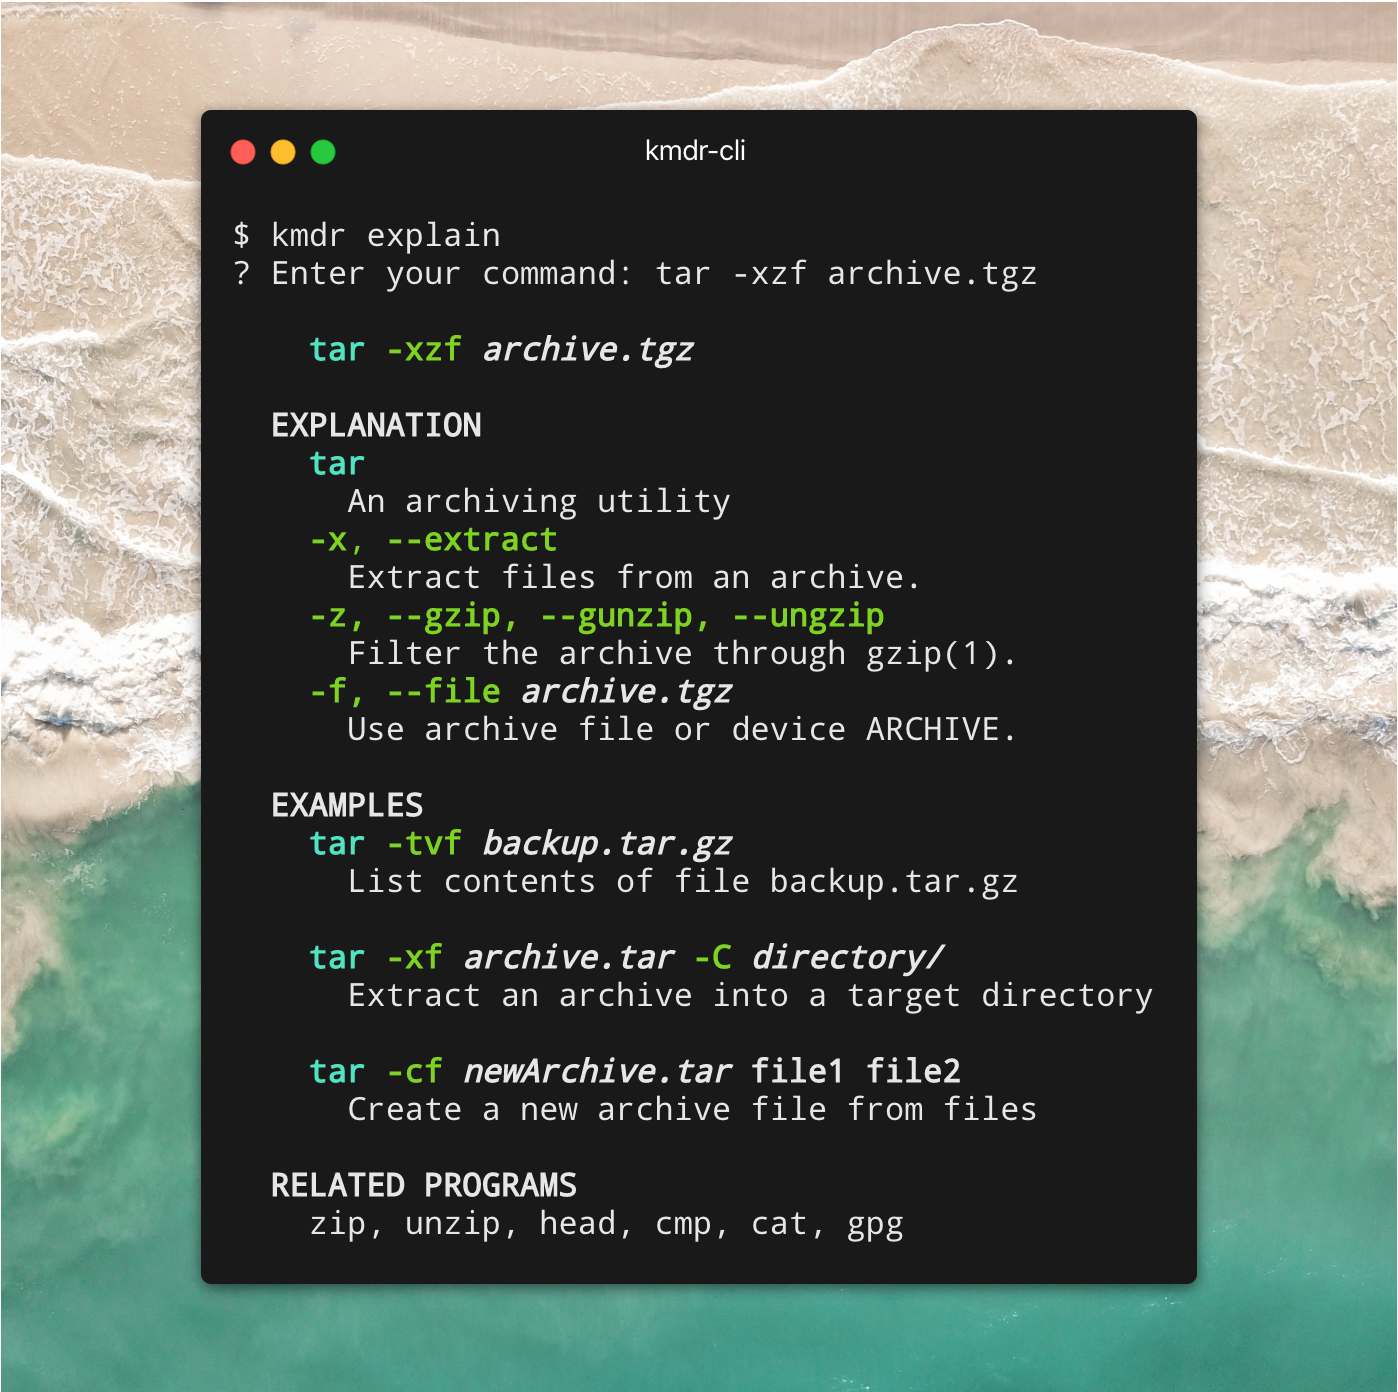 kmdr-cli
$ kmdr explain
? Enter your command: tar -xzf archive.tgz
tar -xzf archive.tgz
EXPLANATION
tar
An archiving utility
-x, --extract
Extract files from an archive.
-z, --gzip, --gunzip, --ungzip
Filter the archive through gzip(1).
-f, --file archive.tgz
Use archive file or device ARCHIVE.
EXAMPLES
tar -tvf backup.tar.gz
List contents of file backup.tar.gz
tar -xf archive.tar -C directory/
Extract an archive into a target directory
tar -cf newArchive.tar file1 file2
Create a new archive file from files
RELATED PROGRAMS
zip, unzip, head, cmp, cat, gpg